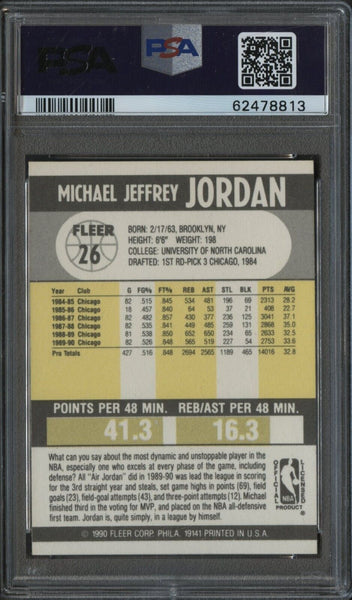 PSA
PSA
62478813
MICHAEL JEFFREY JORDAN
FLEER
26
BORN: 2/17/63, BROOKLYN, NY
HEIGHT: 6'6" WEIGHT: 198
COLLEGE: UNIVERSITY OF NORTH CAROLINA
DRAFTED: 1ST RD-PICK 3 CHICAGO, 1984
Year Club G FG% FT% REB AST STL BLK PTS AVG
1984-85 Chicago 82 .515 .845 534 481 196 69 2313 28.2
1985-86 Chicago 18 .457 .840 64 53 37 21 408 22.7
1986-87 Chicago 82 .482 .857 430 377 236 125 3041 37.1
1987-88 Chicago 82 .535 .841 449 485 259 131 2868 35.0
1988-89 Chicago 81 .538 .850 652 650 234 65 2633 32.5
1989-90 Chicago 82 .526 .848 565 519 227 54 2753 33.6
Pro Totals 427 .516 .848 2694 2565 1189 465 14016 32.8
POINTS PER 48 MIN. REB/AST PER 48 MIN.
41.3 16.3
What can you say about the most dynamic and unstoppable player in the
NBA, especially one who excels at every phase of the game, including
defense? All "Air Jordan" did in 1989-90 was lead the league in scoring
for the 3rd straight year and steals, set game highs in points (69), field
goals (23), field-goal attempts (43), and three-point attempts (12). Michael
finished third in the voting for MVP, and placed on the NBA all-defensive
first team. Jordan is, quite simply, in a league by himself.
OFFICIAL LICENSED
NBA
PRODUCT
© 1990 FLEER CORP. PHILA. 19141 PRINTED IN U.S.A.